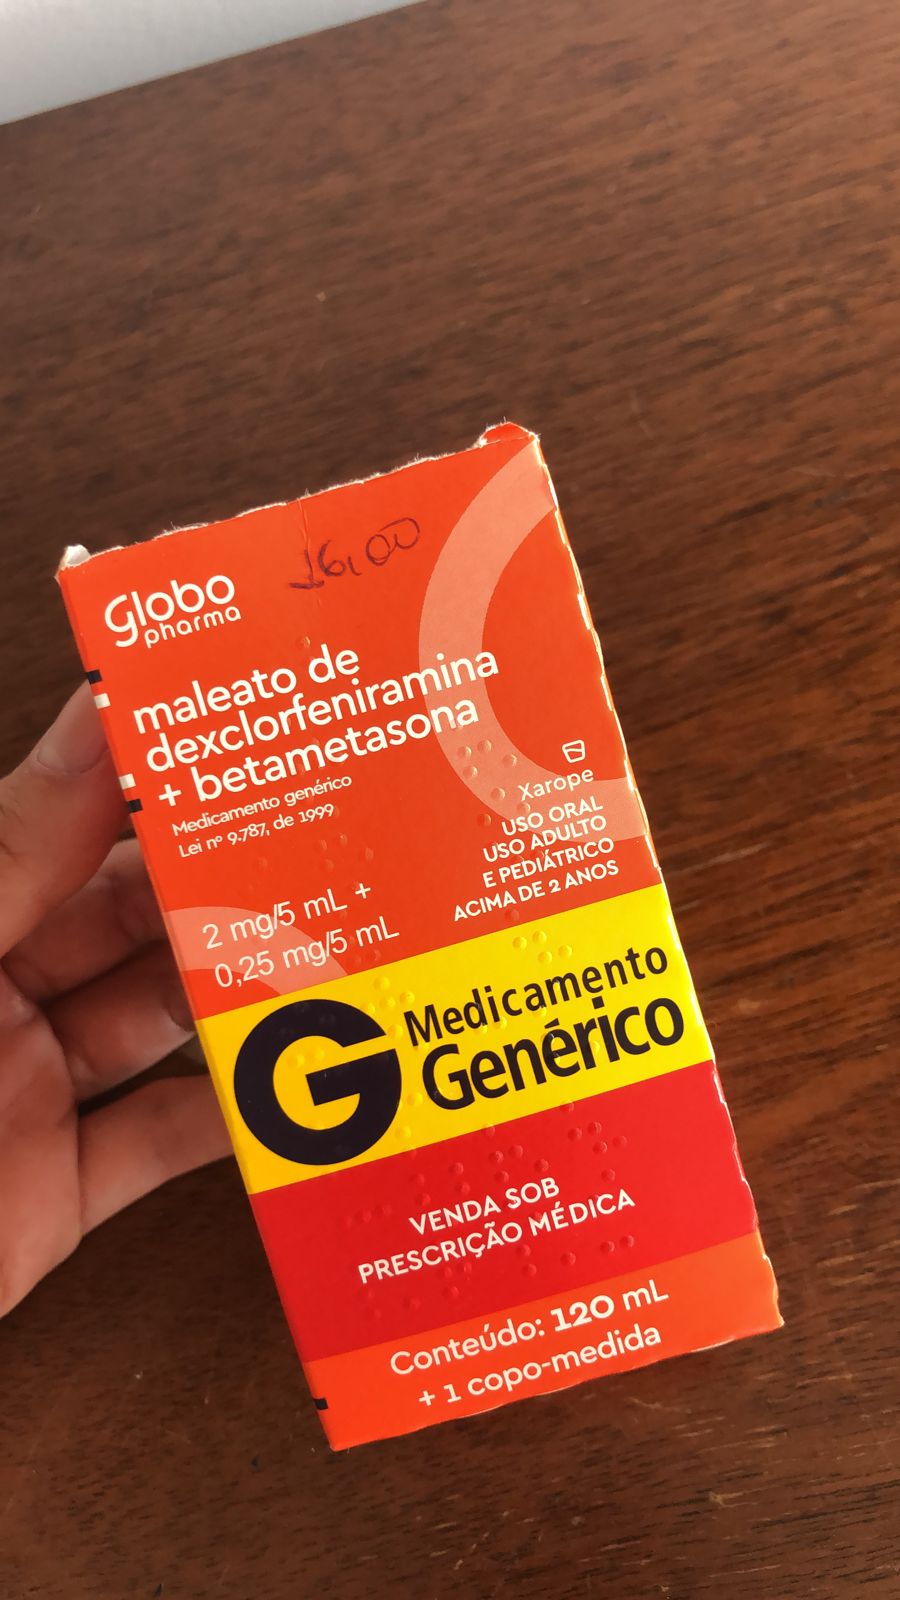 16,00
Globo
pharma
maleato de
dexclorfeniramina
+ betametasona
Medicamento genérico
Lei nº 9.787, de 1999
Xarope
USO ORAL
USO ADULTO
E PEDIÁTRICO
ACIMA DE 2 ANOS
2 mg/5 mL +
0,25 mg/5 mL
G
Medicamento
Genérico
VENDA SOB
PRESCRIÇÃO MÉDICA
Conteúdo: 120 mL
+ 1 copo-medida